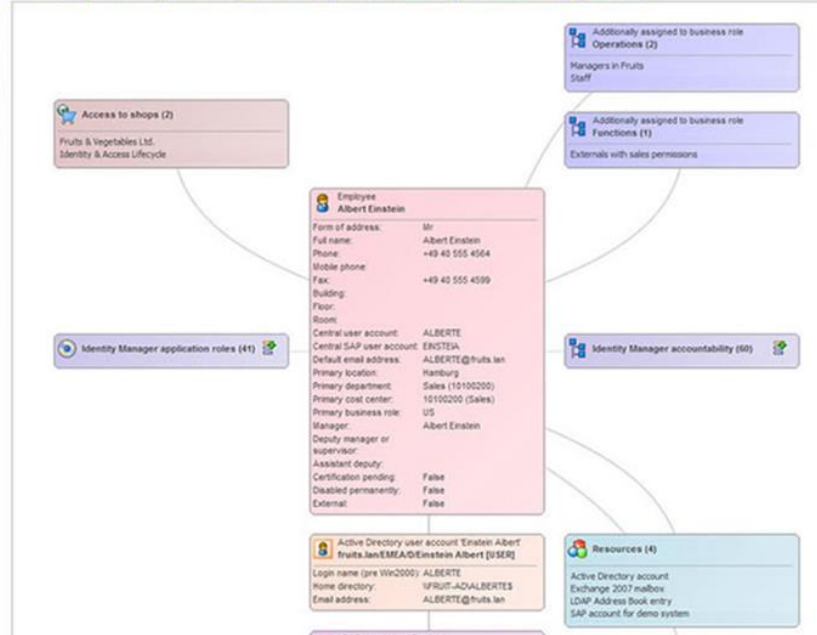 Additionally assigned to business role
Operations (2)
Managers in Fruits
Staff
Access to shops (2)
Fruits & Vegetables Ltd.
Identity & Access Lifecycle
Additionally assigned to business role
Functions (1)
Externals with sales permissions
Employee
Albert Einstein
Form of address: Mr
Full name: Albert Einstein
Phone: +49 40 555 4564
Mobile phone:
Fax: +49 40 555 4599
Building:
Floor:
Room:
Central user account: ALBERTE
Central SAP user account: EINSTEIA
Default email address: ALBERTE@fruits.lan
Primary location: Hamburg
Primary department: Sales (10100200)
Primary cost center: 10100200 (Sales)
Primary business role: US
Manager: Albert Einstein
Deputy manager or
supervisor:
Assistant deputy:
Certification pending: False
Disabled permanently: False
External: False
Identity Manager application roles (41)
Identity Manager accountability (60)
Active Directory user account 'Einstein Albert'
fruits.lan/EMEA/D/Einstein Albert [USER]
Login name (pre Win2000): ALBERTE
Home directory: \\FRUIT-AD\ALBERTE$
Email address: ALBERTE@fruits.lan
Resources (4)
Active Directory account
Exchange 2007 mailbox
LDAP Address Book entry
SAP account for demo system